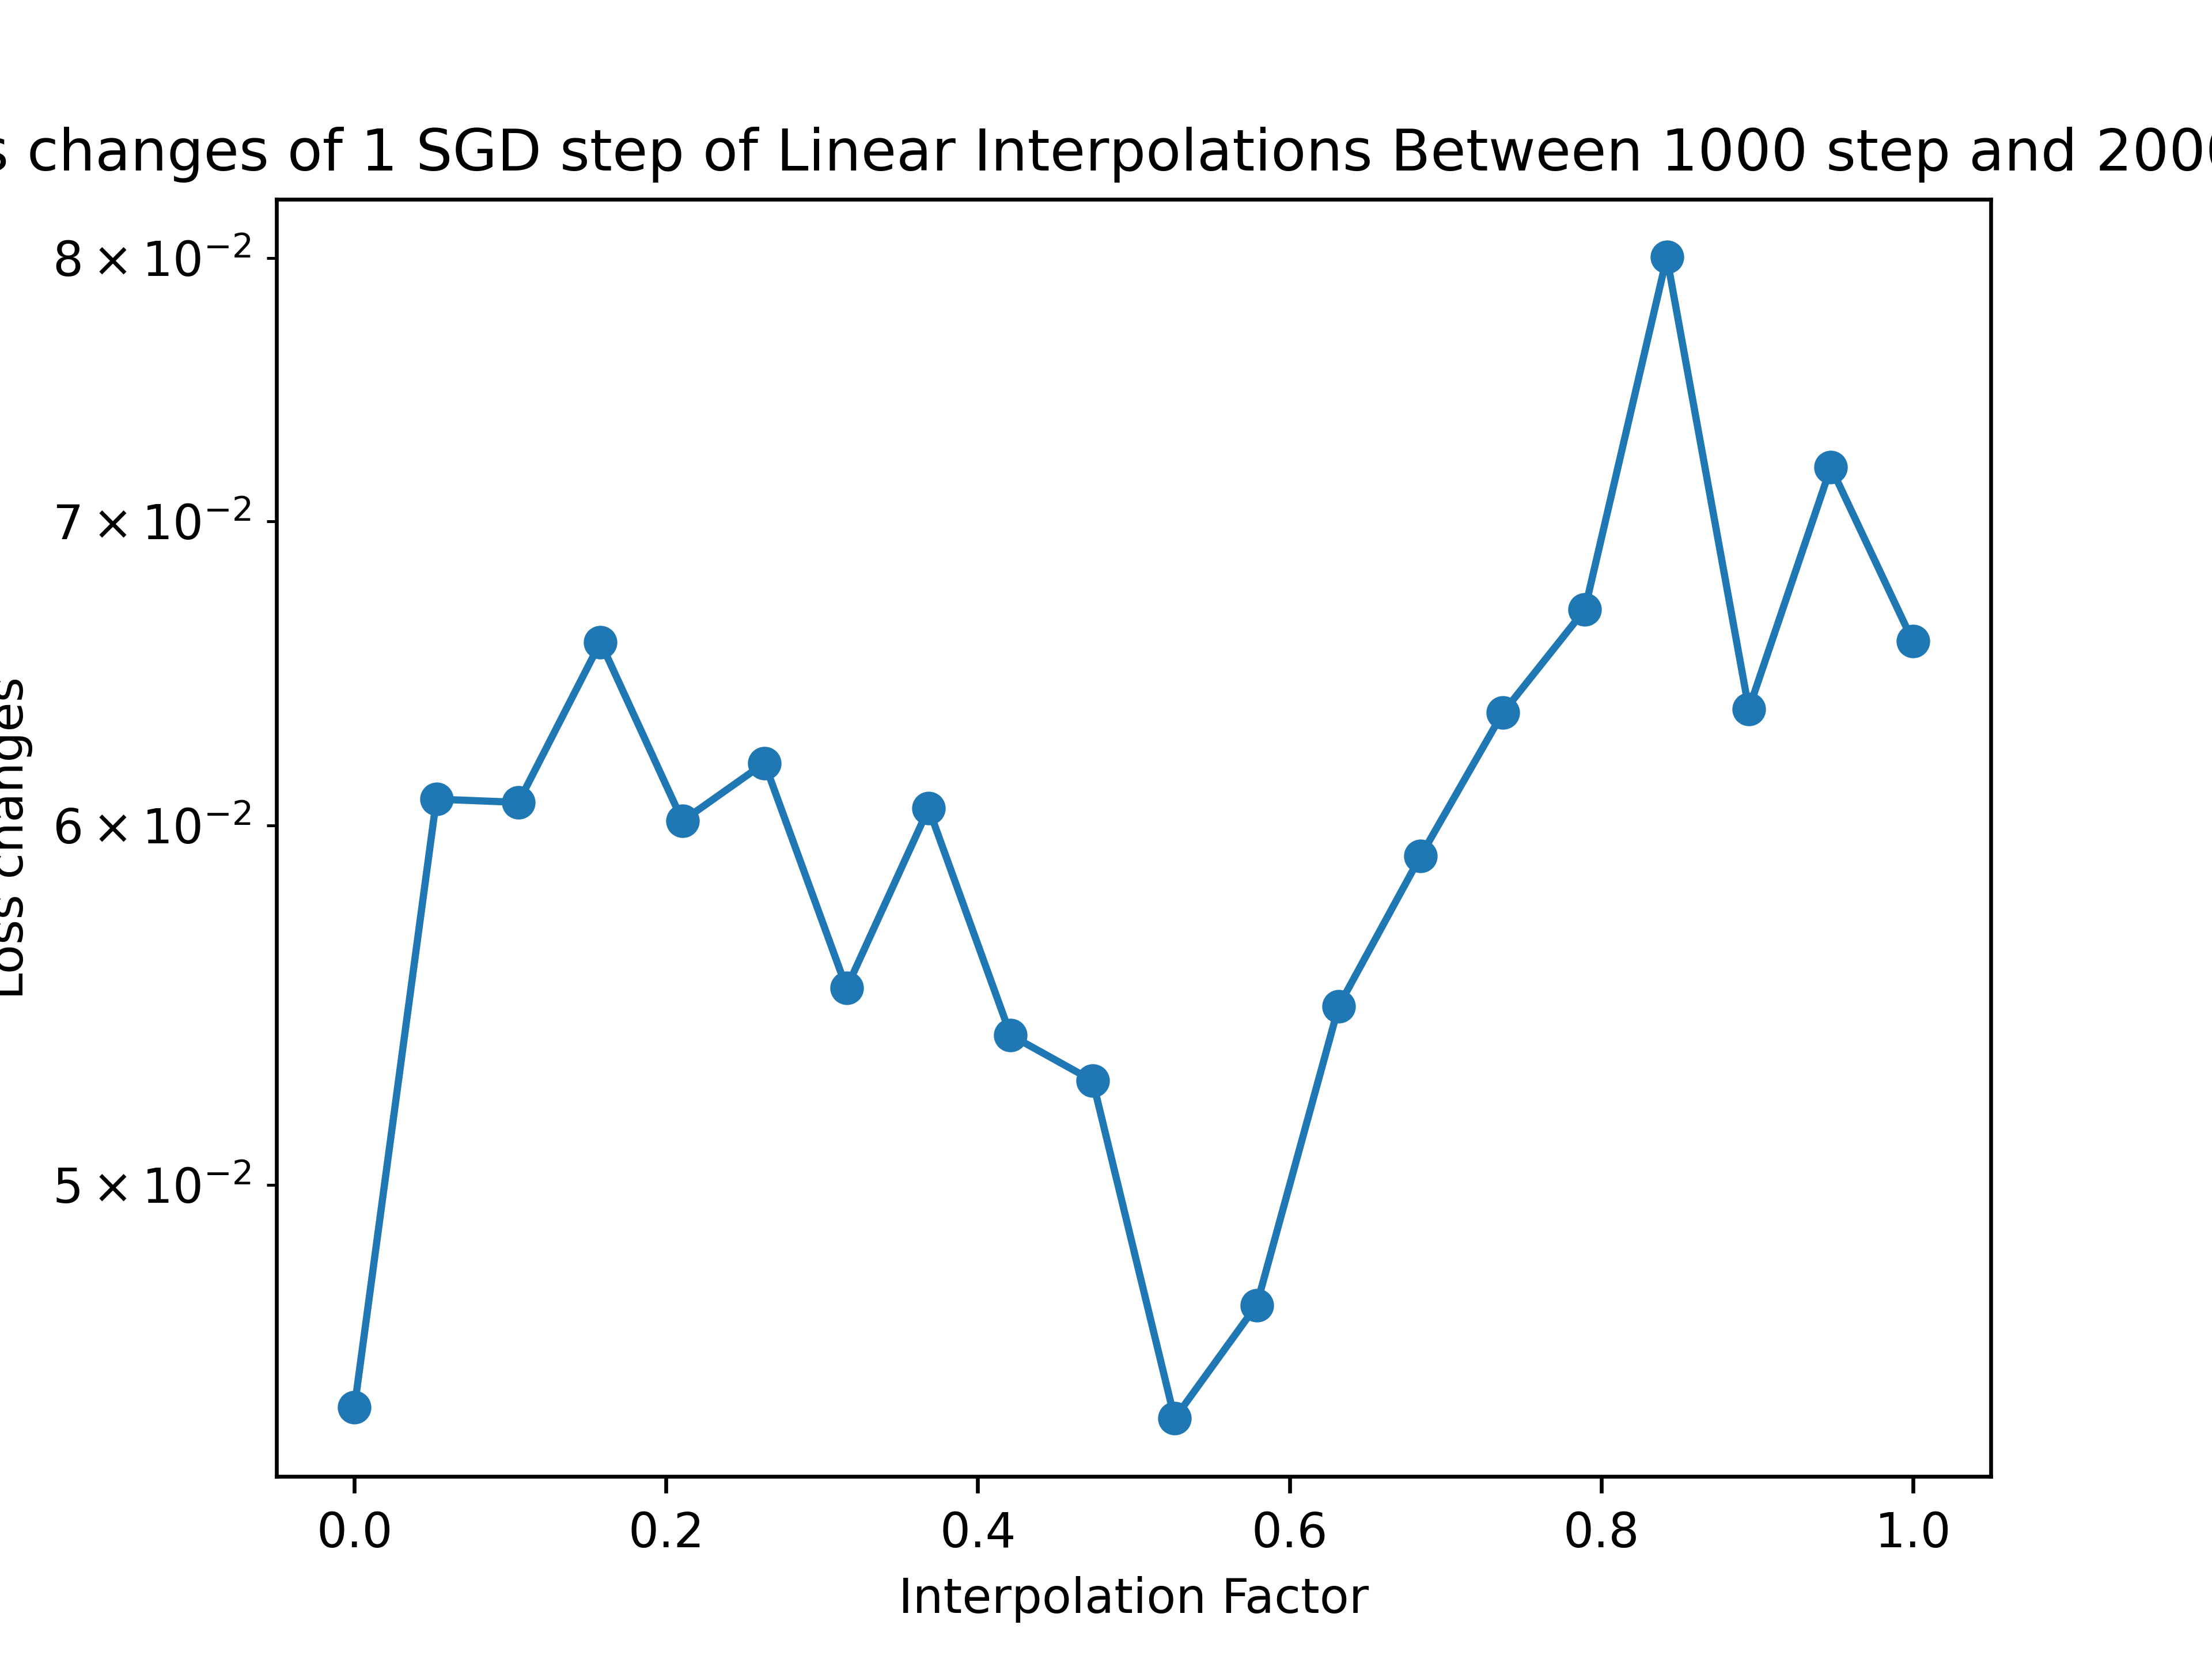 changes of 1 SGD step of Linear Interpolations Between 1000 step and 200
8 × 10⁻²
7 × 10⁻²
6 × 10⁻²
5 × 10⁻²
Loss changes
0.0 0.2 0.4 0.6 0.8 1.0
Interpolation Factor